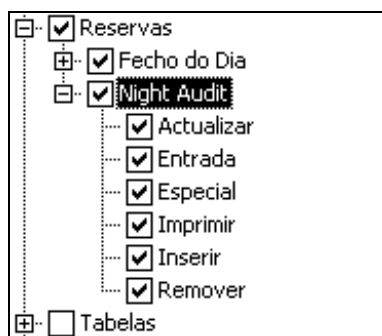 Reservas
Fecho do Dia
Night Audit
Actualizar
Entrada
Especial
Imprimir
Inserir
Remover
Tabelas